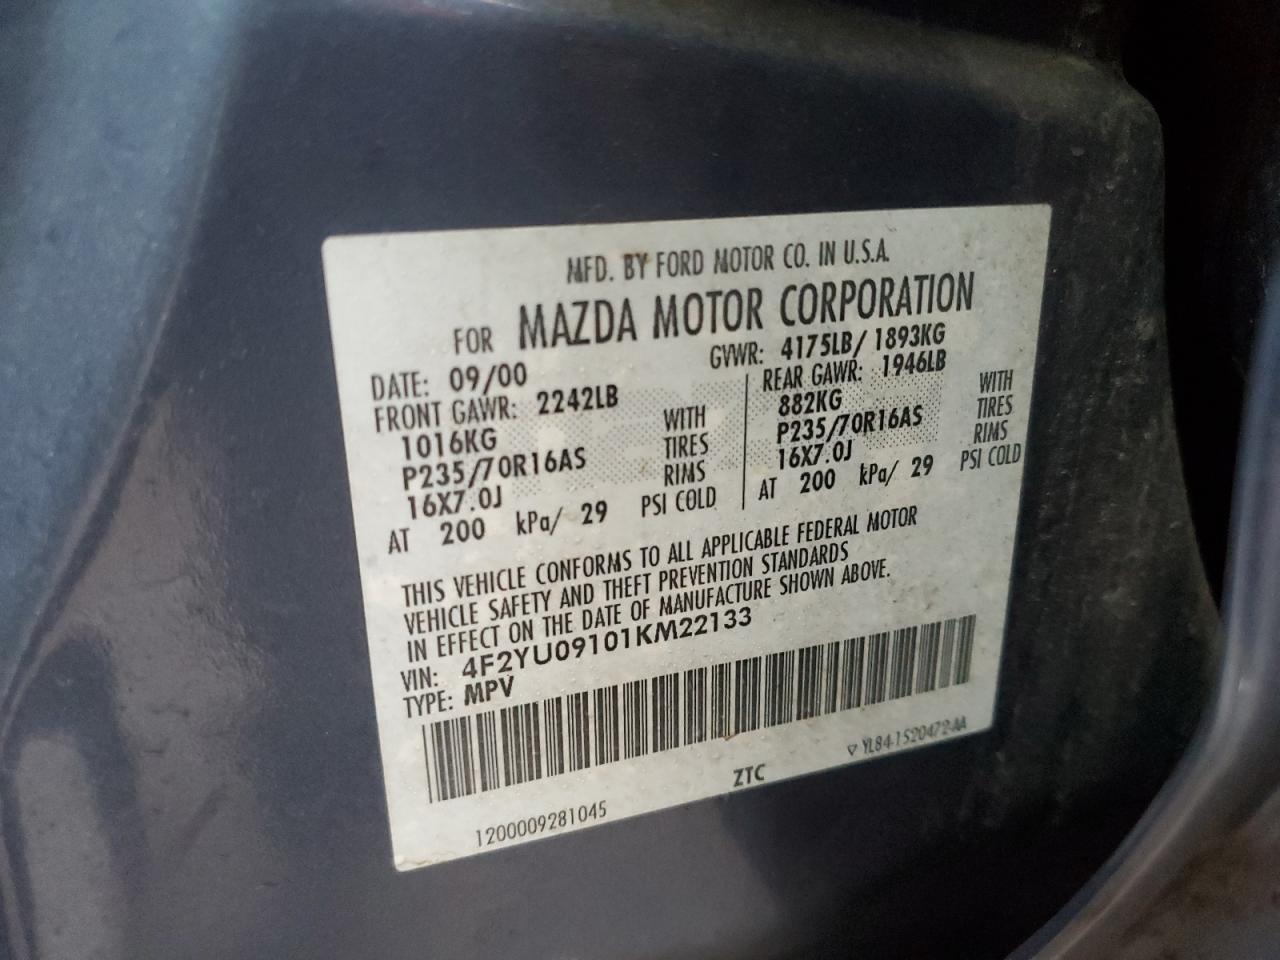 MFD. BY FORD MOTOR CO. IN U.S.A.
FOR MAZDA MOTOR CORPORATION
DATE: 09/00 GVWR: 4175LB/ 1893KG
FRONT GAWR: 2242LB REAR GAWR: 1946LB
1016KG WITH 882KG WITH
P235/70R16AS TIRES P235/70R16AS TIRES
16X7.0J RIMS 16X7.0J RIMS
AT 200 kPa/ 29 PSI COLD AT 200 kPa/ 29 PSI COLD
THIS VEHICLE CONFORMS TO ALL APPLICABLE FEDERAL MOTOR
VEHICLE SAFETY AND THEFT PREVENTION STANDARDS
IN EFFECT ON THE DATE OF MANUFACTURE SHOWN ABOVE.
VIN: 4F2YU09101KM22133
TYPE: MPV
▽ YL84-1520472-AA
1200009281045 ZTC